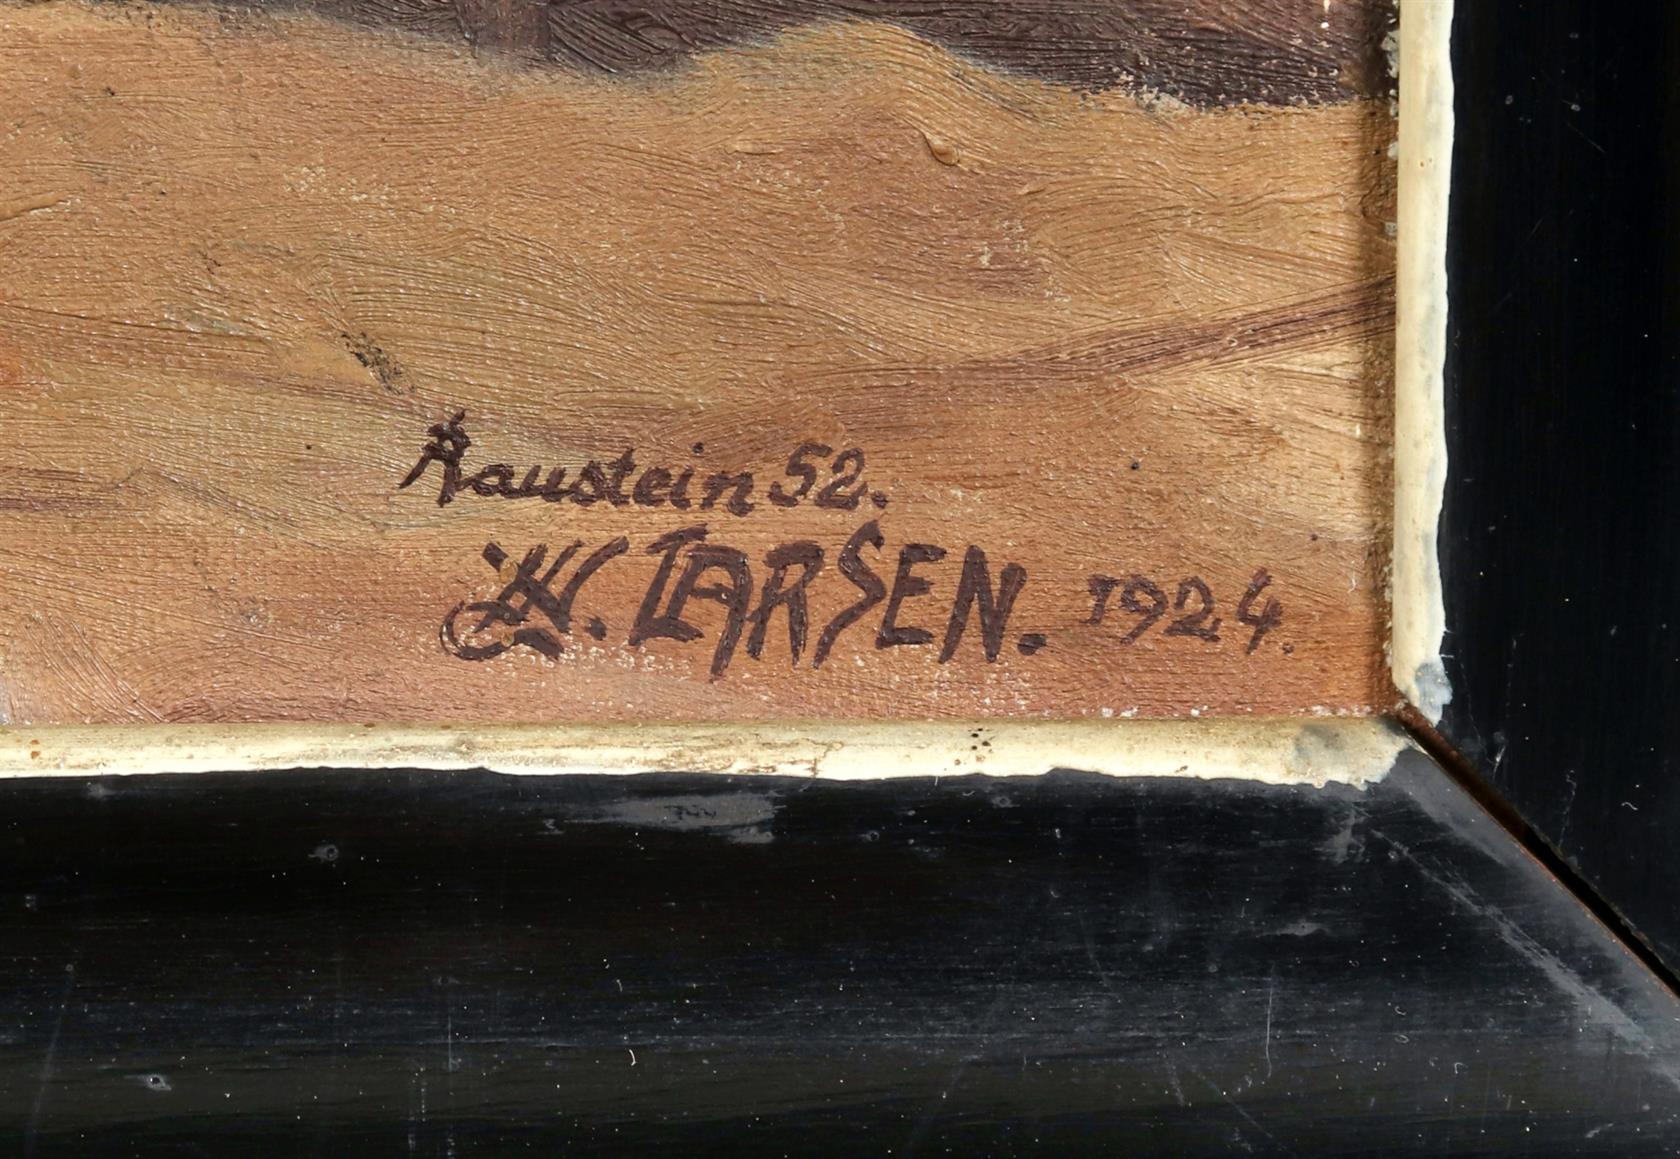 Raustein 52.
LARSEN. 1924.